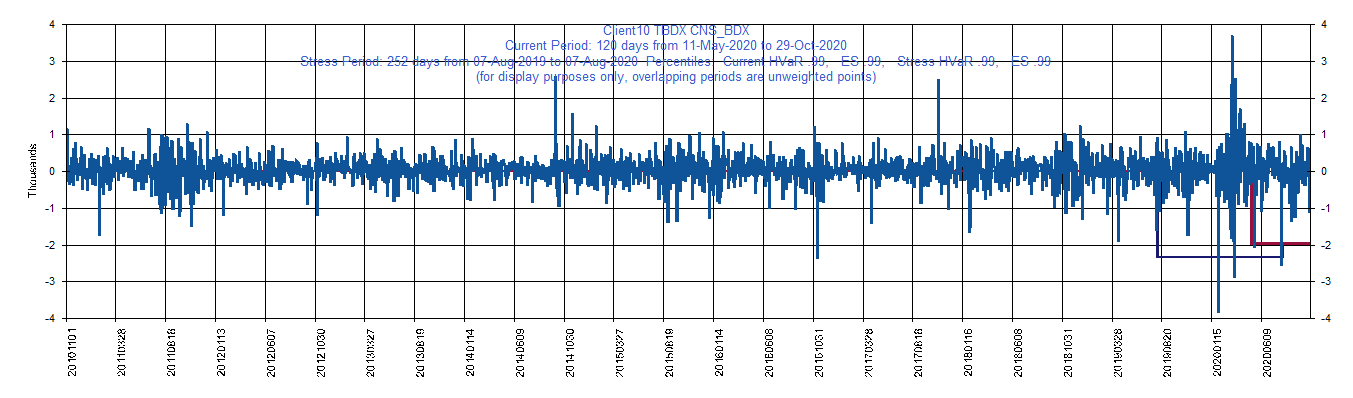 Client10 TBDX CNS_BDX
Current Period: 120 days from 11-May-2020 to 29-Oct-2020
Stress Period: 252 days from 07-Aug-2019 to 07-Aug-2020 Percentiles: Current HVaR .99, ES .99, Stress HVaR .99, ES .99
(for display purposes only, overlapping periods are unweighted points)
4 4
3 3
2 2
1 1
0 0
-1 -1
-2 -2
-3 -3
-4 -4
Thousands
20101101 20110328 20110818 20120113 20120607 20121030 20130327 20130819 20140114 20140609 20141030 20150327 20150819 20160114 20160608 20161031 20170328 20170818 20180116 20180608 20181031 20190328 20190820 20200115 20200609